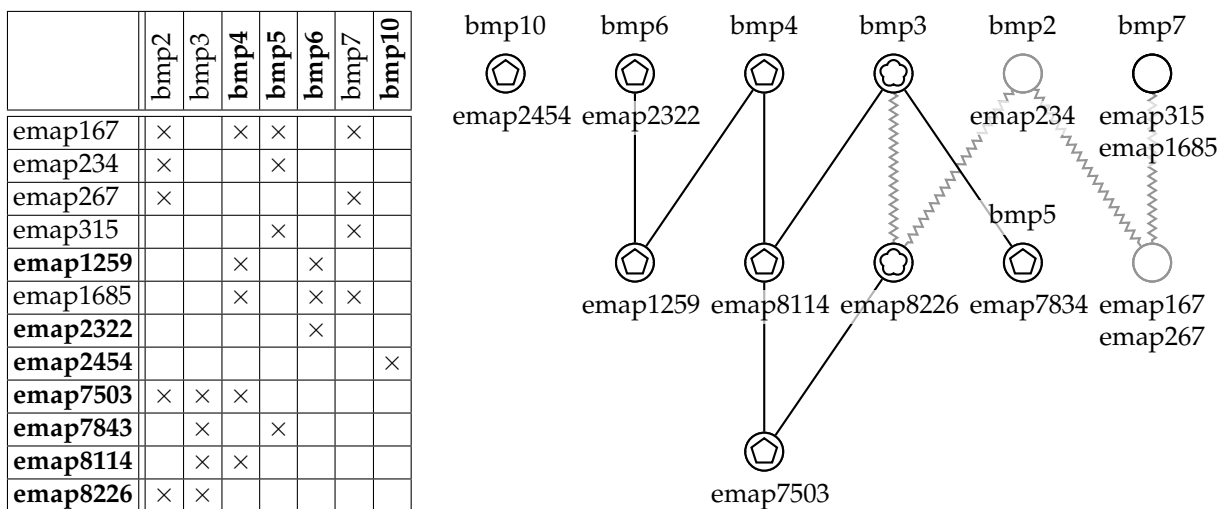 bmp2 bmp3 bmp4 bmp5 bmp6 bmp7 bmp10
emap167 × × × ×
emap234 × ×
emap267 × ×
emap315 × ×
emap1259 × ×
emap1685 × × ×
emap2322 ×
emap2454 ×
emap7503 × × ×
emap7843 × ×
emap8114 × ×
emap8226 × ×
bmp10 bmp6 bmp4 bmp3 bmp2 bmp7
emap2454 emap2322 emap234 emap315
emap1685
bmp5
emap1259 emap8114 emap8226 emap7834 emap167
emap267
emap7503